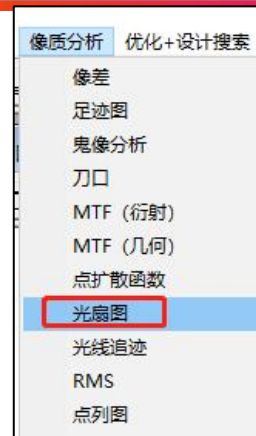 像质分析 优化+设计搜索
像差
足迹图
鬼像分析
刀口
MTF (衍射)
MTF (几何)
点扩散函数
光扇图
光线追迹
RMS
点列图